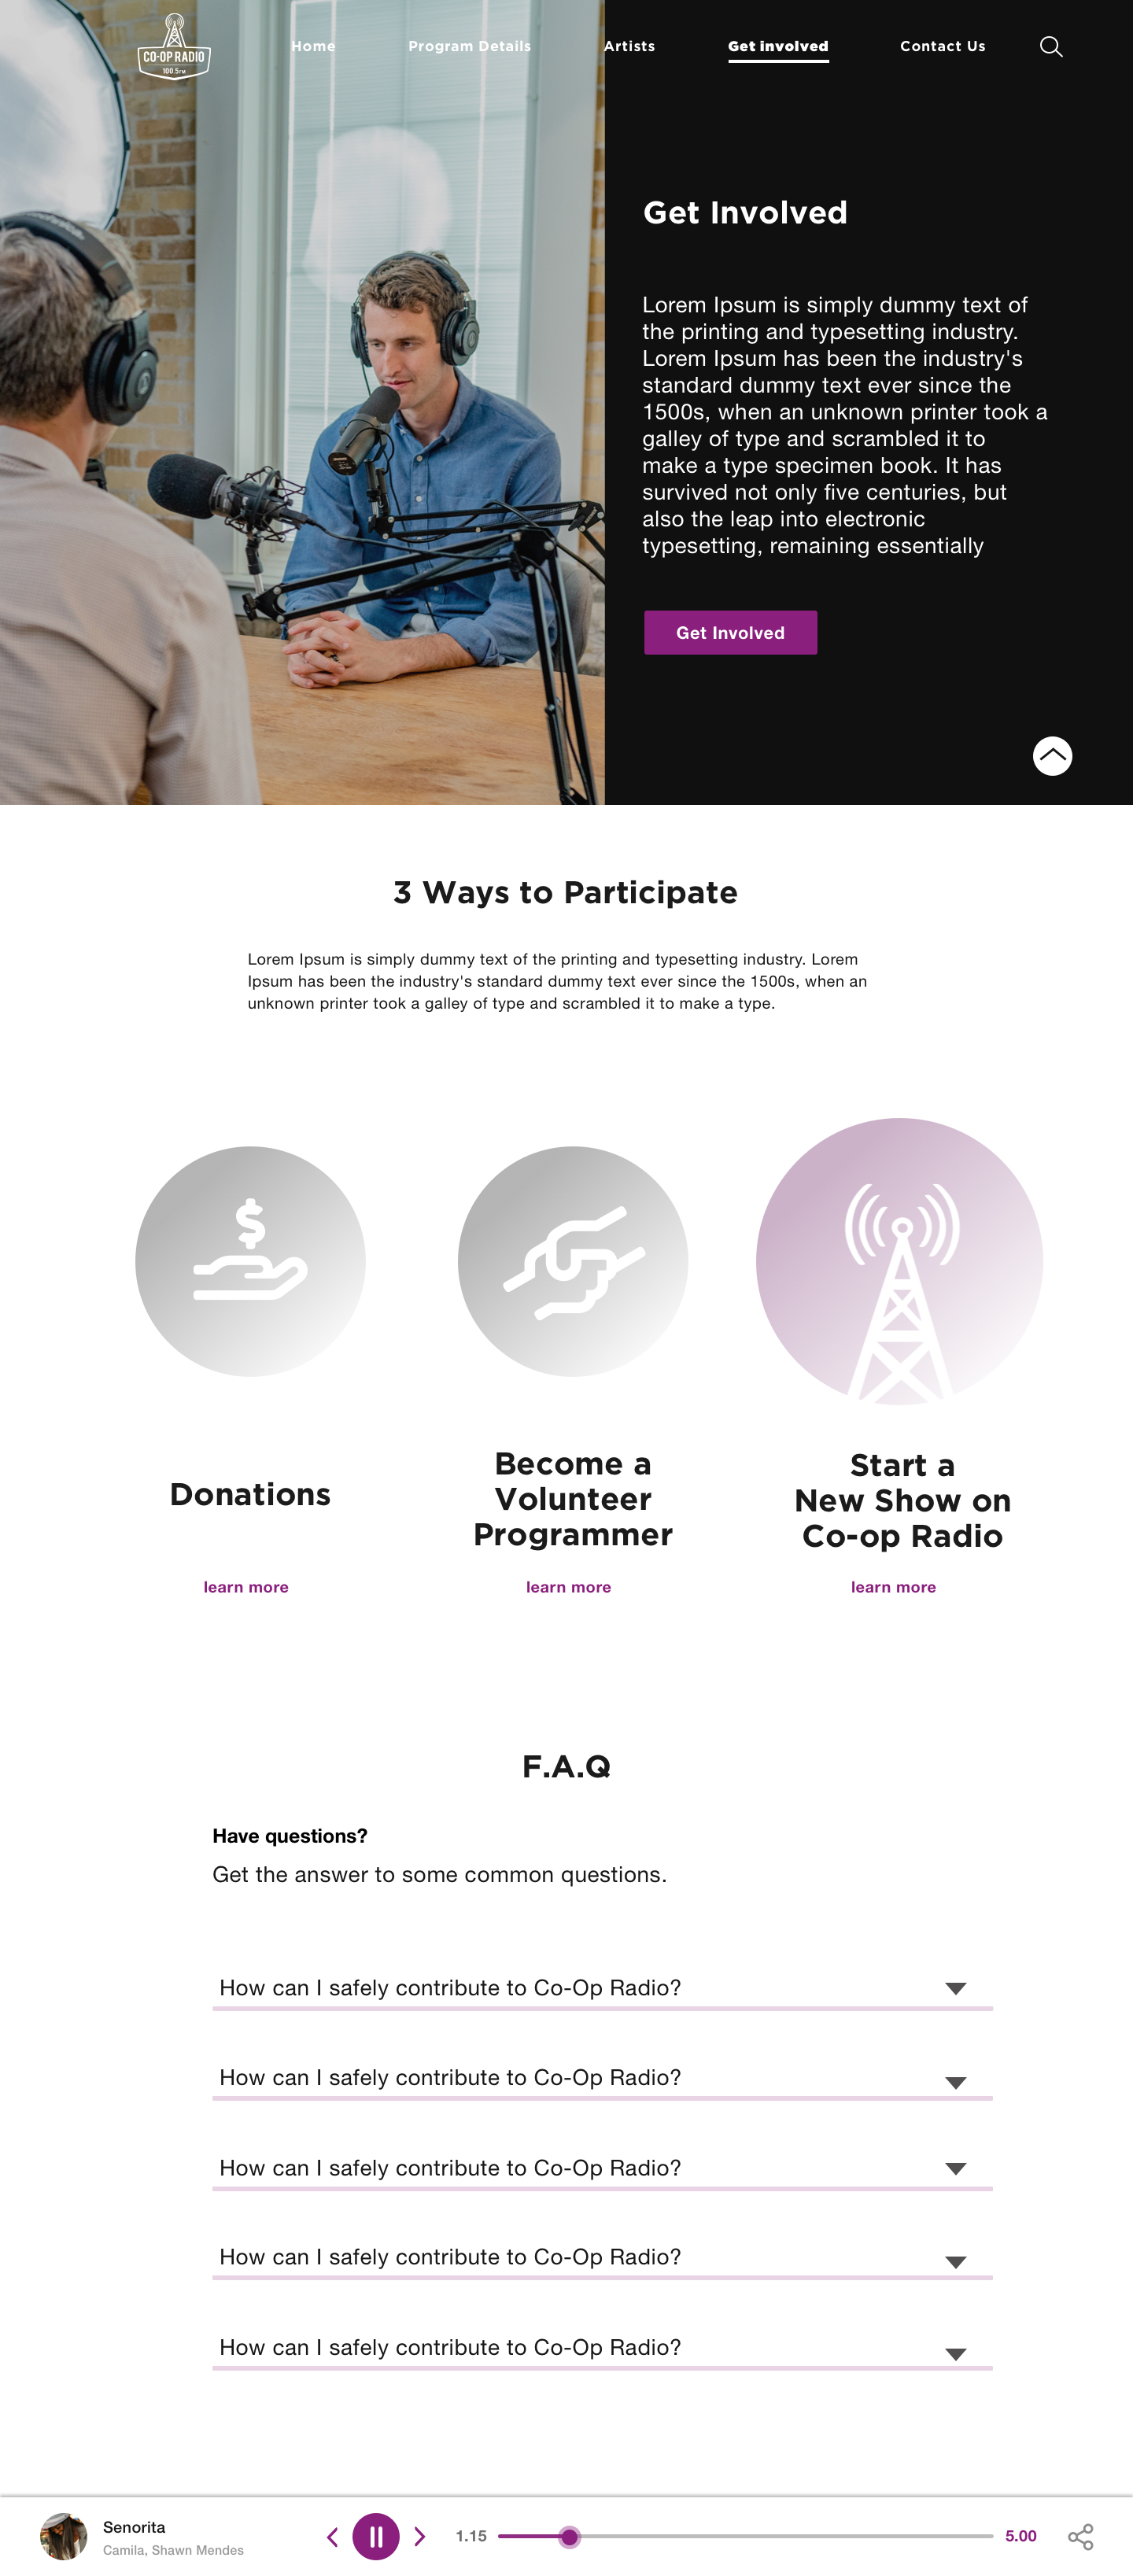 CO-OP RADIO
100.5FM
Home
Program Details
Artists
Get involved
Contact Us
Get Involved
Lorem Ipsum is simply dummy text of
the printing and typesetting industry.
Lorem Ipsum has been the industry's
standard dummy text ever since the
1500s, when an unknown printer took a
galley of type and scrambled it to
make a type specimen book. It has
survived not only five centuries, but
also the leap into electronic
typesetting, remaining essentially
Get Involved
3 Ways to Participate
Lorem Ipsum is simply dummy text of the printing and typesetting industry. Lorem
Ipsum has been the industry's standard dummy text ever since the 1500s, when an
unknown printer took a galley of type and scrambled it to make a type.
$
Donations
Become a
Volunteer
Programmer
Start a
New Show on
Co-op Radio
learn more
learn more
learn more
F.A.Q
Have questions?
Get the answer to some common questions.
How can I safely contribute to Co-Op Radio?
How can I safely contribute to Co-Op Radio?
How can I safely contribute to Co-Op Radio?
How can I safely contribute to Co-Op Radio?
How can I safely contribute to Co-Op Radio?
Senorita
Camila, Shawn Mendes
1.15
5.00